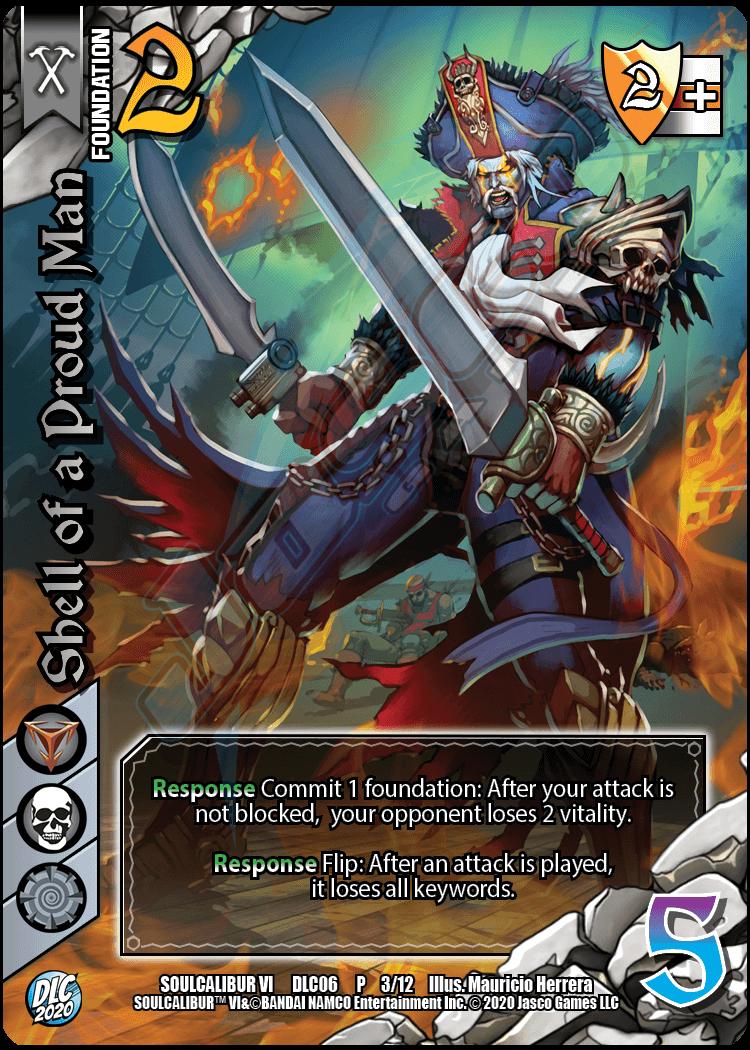 FOUNDATION
2
2
+
Shell of a Proud Man
Response Commit 1 foundation: After your attack is
not blocked, your opponent loses 2 vitality.
Response Flip: After an attack is played,
it loses all keywords.
5
DLC
2020
SOULCALIBUR VI DLC06 P 3/12 Illus. Mauricio Herrera
SOULCALIBUR™ VI&©BANDAI NAMCO Entertainment Inc. © 2020 Jasco Games LLC